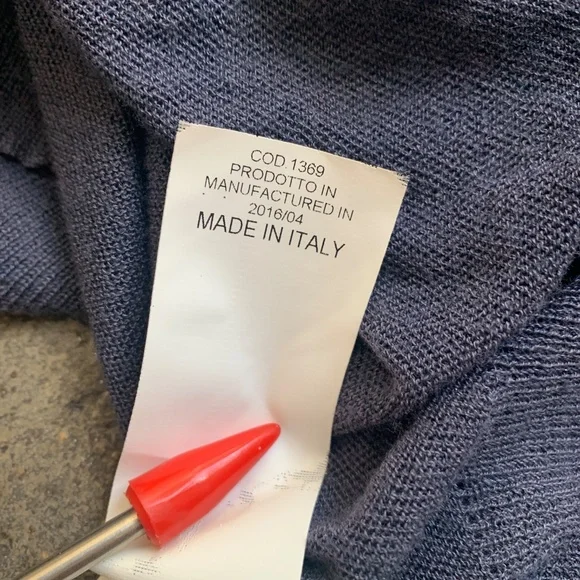 COD.1369
PRODOTTO IN
MANUFACTURED IN
2016/04
MADE IN ITALY